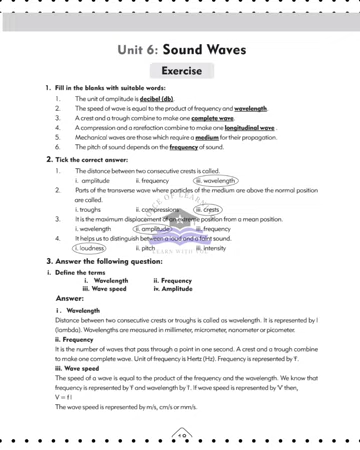 Unit 6: Sound Waves
Exercise
1. Fill in the blanks with suitable words:
1. The unit of amplitude is decibel (db).
2. The speed of wave is equal to the product of frequency and wavelength.
3. A crest and a trough combine to make one complete wave.
4. A compression and a rarefaction combine to make one longitudinal wave .
5. Mechanical waves are those which require a medium for their propagation.
6. The pitch of sound depends on the frequency of sound.
2. Tick the correct answer:
1. The distance between two consecutive crests is called.
i. amplitude ii. frequency iii. wavelength
2. Parts of the transverse wave where particles of the medium are above the normal position
are called.
i. troughs ii. compressions iii. crests
3. It is the maximum displacement of an extreme position from a mean position.
i. wavelength ii. amplitude iii. frequency
4. It helps us to distinguish between a loud and a faint sound.
i. loudness ii. pitch iii. intensity
3. Answer the following question:
i. Define the terms
i. Wavelength ii. Frequency
iii. Wave speed iv. Amplitude
Answer:
i. Wavelength
Distance between two consecutive crests or troughs is called as wavelength. It is represented by l
(lambda). Wavelengths are measured in millimeter, micrometer, nanometer or picometer.
ii. Frequency
It is the number of waves that pass through a point in one second. A crest and a trough combine
to make one complete wave. Unit of frequency is Hertz (Hz). Frequency is represented by 'f'.
iii. Wave speed
The speed of a wave is equal to the product of the frequency and the wavelength. We know that
frequency is represented by 'f' and wavelength by 'l'. If wave speed is represented by 'V' then,
V = f l
The wave speed is represented by m/s, cm/s or mm/s.